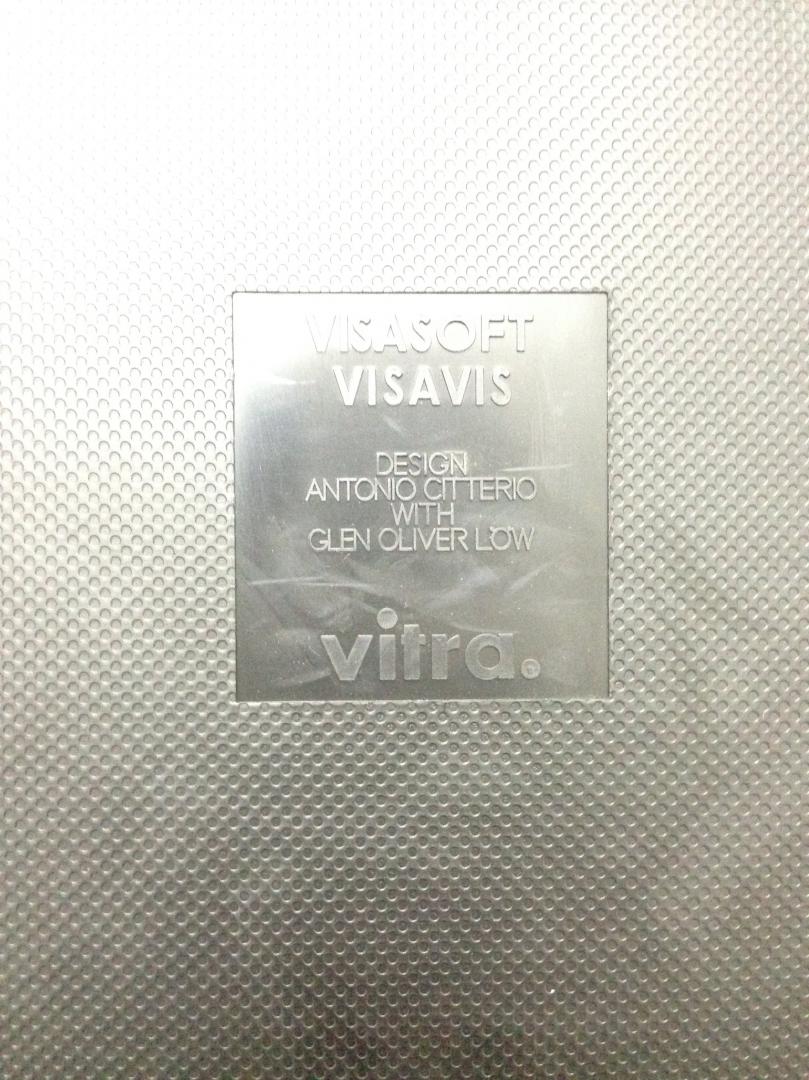 VISASOFT
VISAVIS
DESIGN
ANTONIO CITTERIO
WITH
GLEN OLIVER LÖW
vitra.®